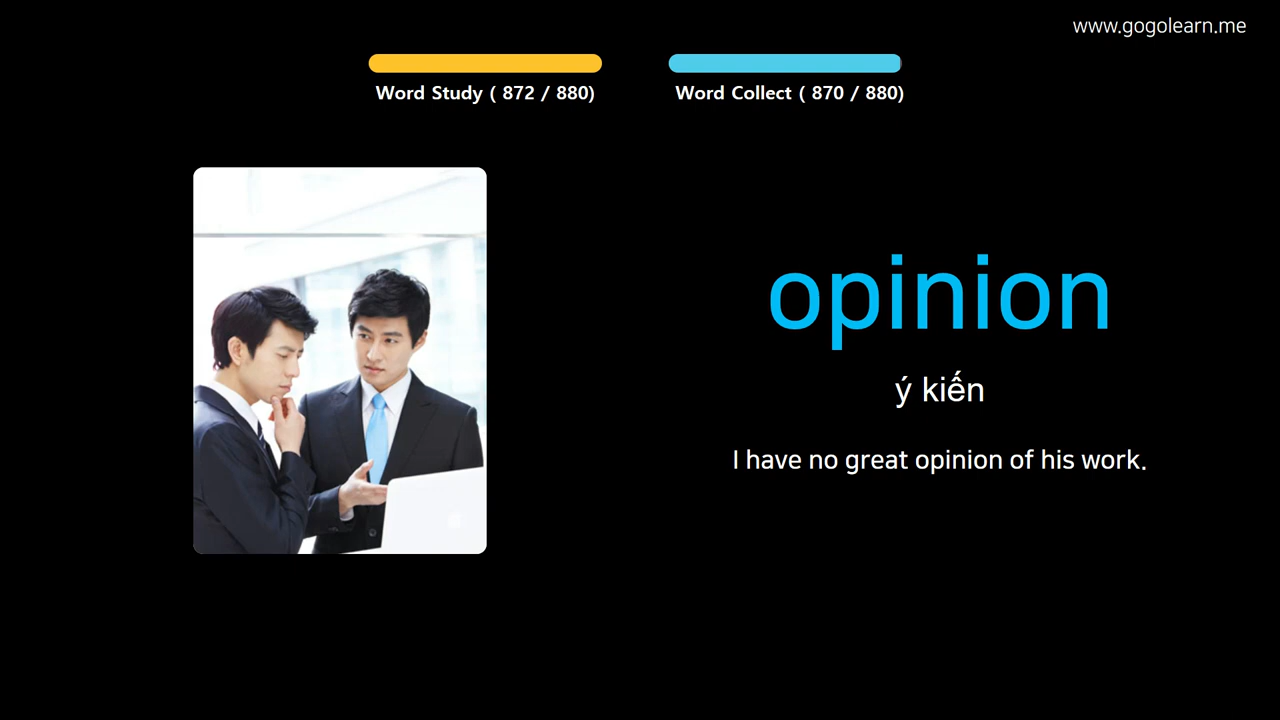 www.gogolearn.me
Word Study ( 872 / 880)
Word Collect ( 870 / 880)
opinion
ý kiến
I have no great opinion of his work.